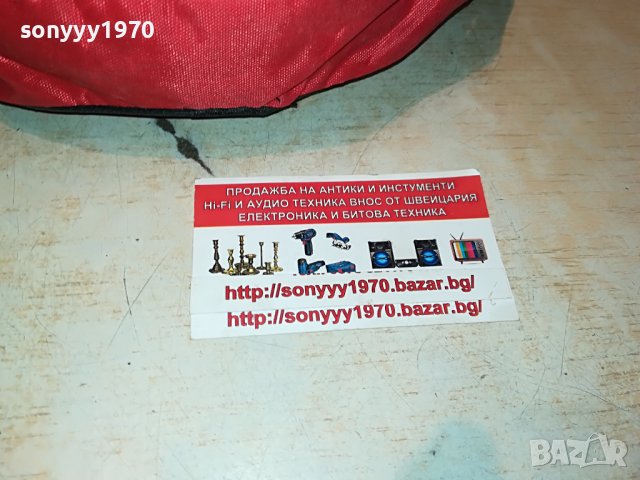 sonyyy1970
ПРОДАЖБА НА АНТИКИ И ИНСТУМЕНТИ
Hi-Fi И АУДИО ТЕХНИКА ВНОС ОТ ШВЕЙЦАРИЯ
ЕЛЕКТРОНИКА И БИТОВА ТЕХНИКА
http://sonyyy1970.bazar.bg/
http://sonyyy1970.bazar.bg/
BAZAR